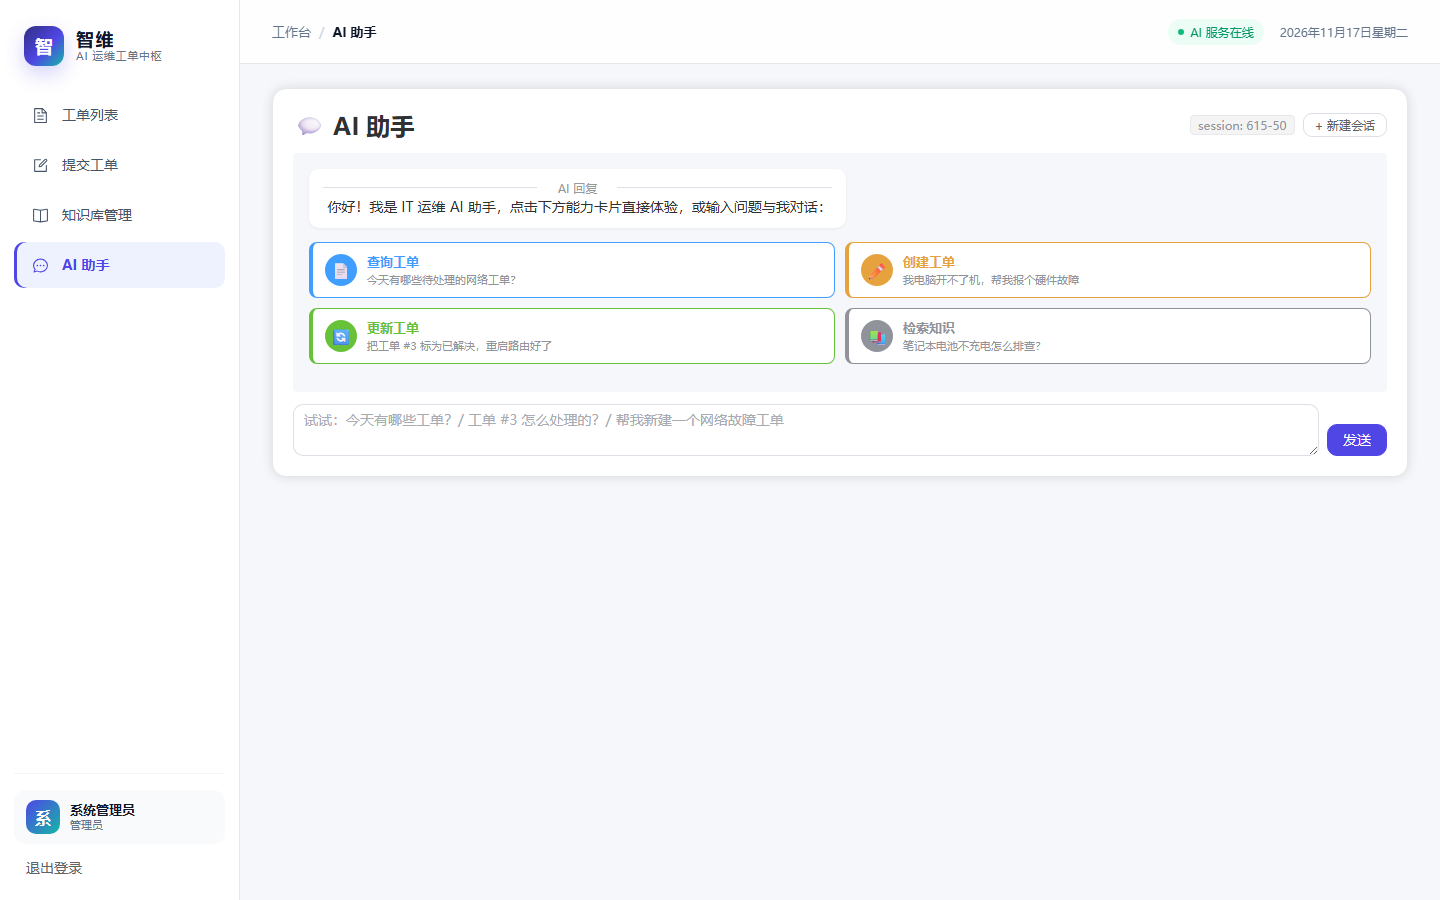 智
智维
AI 运维工单中枢
工单列表
提交工单
知识库管理
AI 助手
系
系统管理员
管理员
退出登录
工作台 / AI 助手
AI 服务在线
2026年11月17日星期二
AI 助手
session: 615-50
+ 新建会话
AI 回复
你好！我是 IT 运维 AI 助手，点击下方能力卡片直接体验，或输入问题与我对话：
查询工单
今天有哪些待处理的网络工单？
创建工单
我电脑开不了机，帮我报个硬件故障
更新工单
把工单 #3 标为已解决，重启路由好了
检索知识
笔记本电池不充电怎么排查？
试试：今天有哪些工单？/ 工单 #3 怎么处理的？/ 帮我新建一个网络故障工单
发送